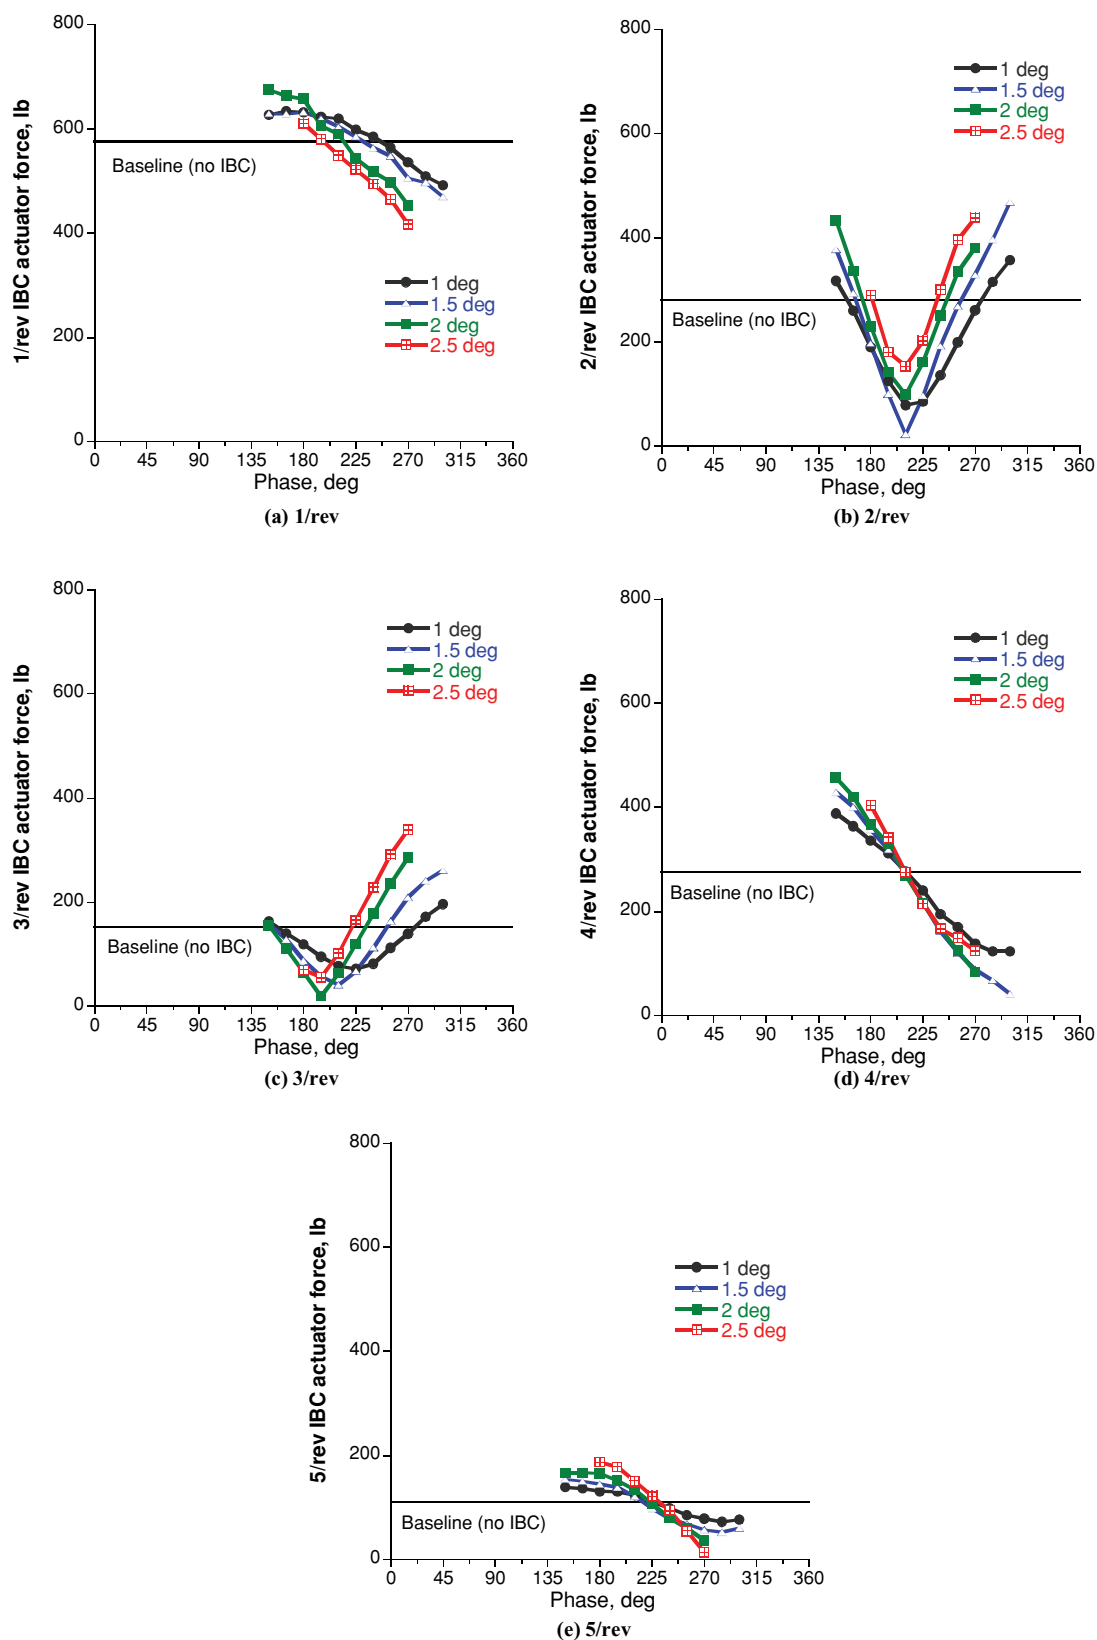 800
600
400
200
0
1/rev IBC actuator force, lb
Baseline (no IBC)
1 deg
1.5 deg
2 deg
2.5 deg
0 45 90 135 180 225 270 315 360
Phase, deg
(a) 1/rev
800
600
400
200
0
2/rev IBC actuator force, lb
1 deg
1.5 deg
2 deg
2.5 deg
Baseline (no IBC)
0 45 90 135 180 225 270 315 360
Phase, deg
(b) 2/rev
800
600
400
200
0
3/rev IBC actuator force, lb
1 deg
1.5 deg
2 deg
2.5 deg
Baseline (no IBC)
0 45 90 135 180 225 270 315 360
Phase, deg
(c) 3/rev
800
600
400
200
0
4/rev IBC actuator force, lb
1 deg
1.5 deg
2 deg
2.5 deg
Baseline (no IBC)
0 45 90 135 180 225 270 315 360
Phase, deg
(d) 4/rev
800
600
400
200
0
5/rev IBC actuator force, lb
1 deg
1.5 deg
2 deg
2.5 deg
Baseline (no IBC)
0 45 90 135 180 225 270 315 360
Phase, deg
(e) 5/rev